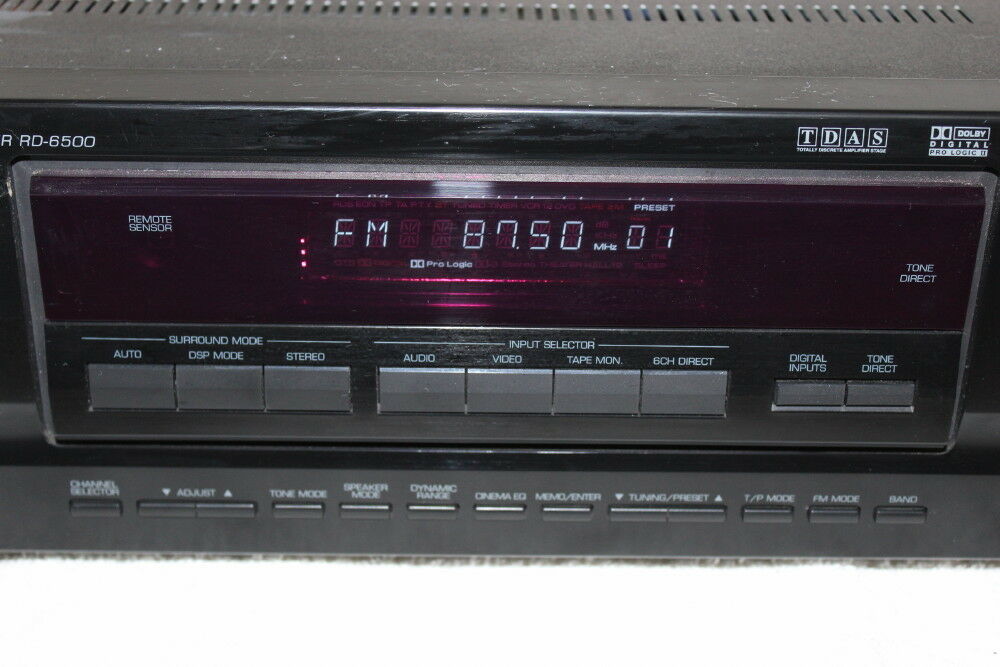 R RD-6500
TDAS
TOTALLY DISCRETE AMPLIFIER STAGE
DOLBY
DIGITAL
PRO LOGIC II
REMOTE
SENSOR
PRESET
FM 87.50 MHz 01
Pro Logic
TONE
DIRECT
SURROUND MODE
AUTO DSP MODE STEREO
INPUT SELECTOR
AUDIO VIDEO TAPE MON. 6CH DIRECT
DIGITAL
INPUTS
TONE
DIRECT
CHANNEL
SELECTOR
▼ ADJUST ▲
TONE MODE
SPEAKER
MODE
DYNAMIC
RANGE
CINEMA EQ
MEMO/ENTER
▼ TUNING/PRESET ▲
T/P MODE
FM MODE
BAND